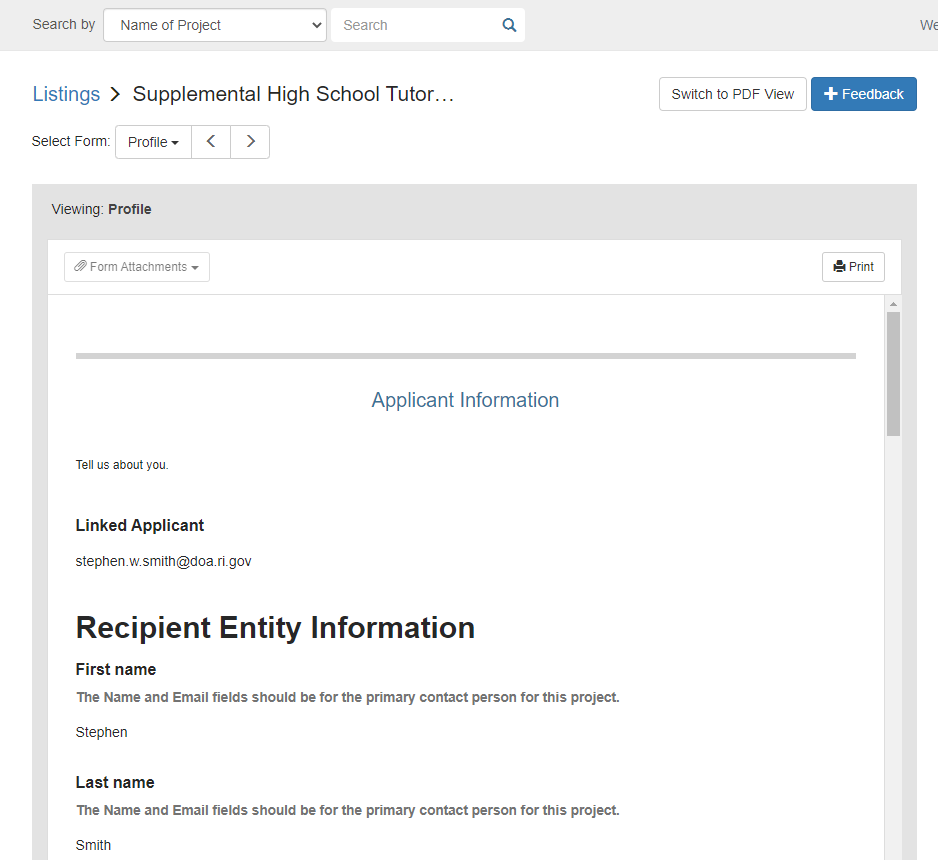 Search by Name of Project Search We
Listings Supplemental High School Tutor… Switch to PDF View Feedback
Select Form: Profile
Viewing: Profile
Form Attachments Print
Applicant Information
Tell us about you.
Linked Applicant
stephen.w.smith@doa.ri.gov
Recipient Entity Information
First name
The Name and Email fields should be for the primary contact person for this project.
Stephen
Last name
The Name and Email fields should be for the primary contact person for this project.
Smith